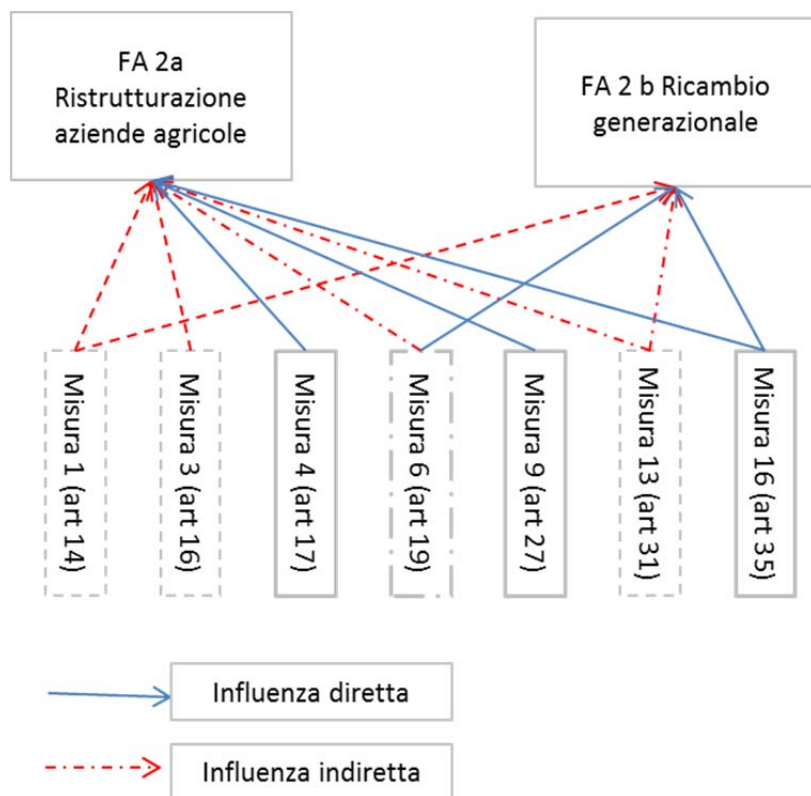 FA 2a
Ristrutturazione
aziende agricole
FA 2 b Ricambio
generazionale
Misura 1 (art 14)
Misura 3 (art 16)
Misura 4 (art 17)
Misura 6 (art 19)
Misura 9 (art 27)
Misura 13 (art 31)
Misura 16 (art 35)
Influenza diretta
Influenza indiretta